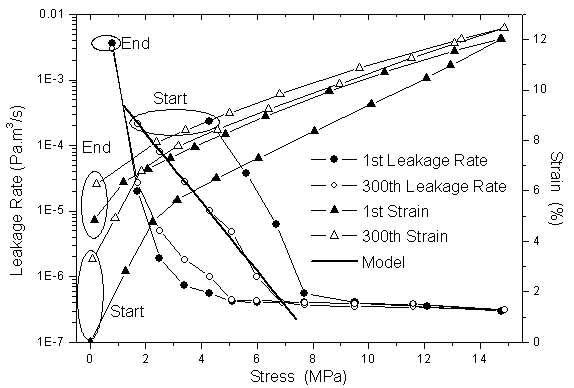 0.01
1E-3
1E-4
1E-5
1E-6
1E-7
Leakage Rate (Pa.m³/s)
End
Start
End
Start
1st Leakage Rate
300th Leakage Rate
1st Strain
300th Strain
Model
12
10
8
6
4
2
0
Strain (%)
0 2 4 6 8 10 12 14 16
Stress (MPa)